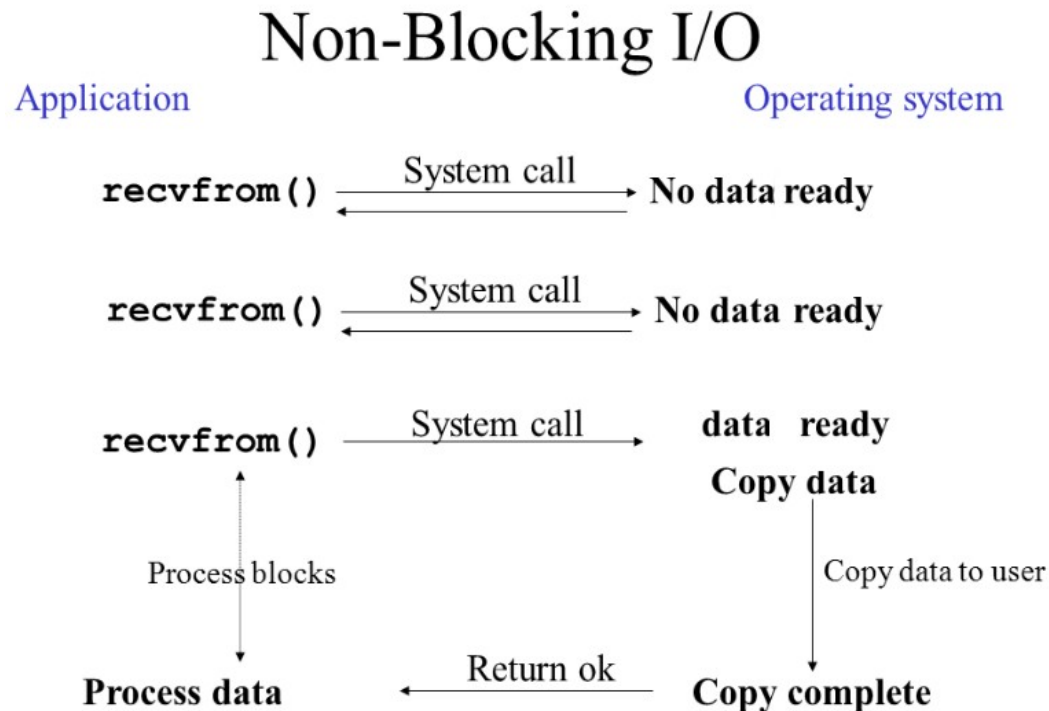 Non-Blocking I/O
Application Operating system
System call
recvfrom() No data ready
System call
recvfrom() No data ready
System call data ready
recvfrom()
Copy data
Process blocks Copy data to user
Return ok
Process data Copy complete